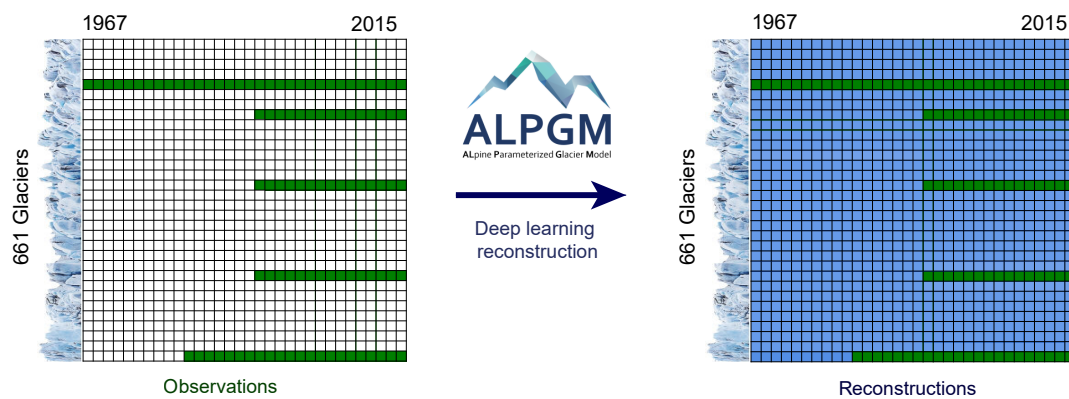 1967 2015
661 Glaciers
Observations
ALPGM
ALpine Parameterized Glacier Model
Deep learning
reconstruction
1967 2015
661 Glaciers
Reconstructions